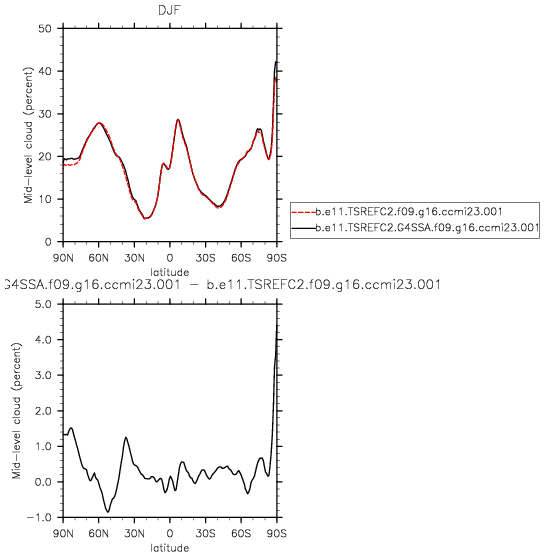 DJF
50
40
30
20
10
0
Mid-level cloud (percent)
90N 60N 30N 0 30S 60S 90S
latitude
b.e11.TSREFC2.f09.g16.ccmi23.001
b.e11.TSREFC2.G4SSA.f09.g16.ccmi23.001
G4SSA.f09.g16.ccmi23.001 - b.e11.TSREFC2.f09.g16.ccmi23.001
5.0
4.0
3.0
2.0
1.0
0.0
-1.0
Mid-level cloud (percent)
90N 60N 30N 0 30S 60S 90S
latitude